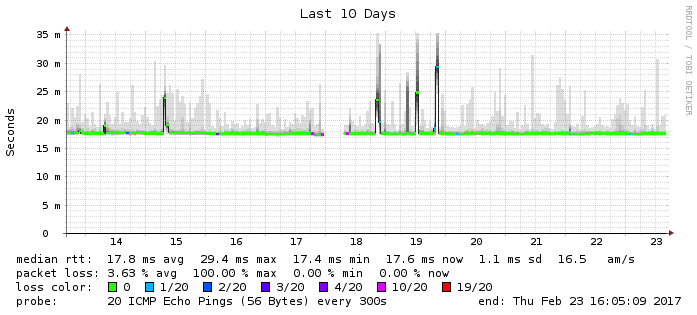 Last 10 Days
RRDTOOL / TOBI OETIKER
Seconds
35 m
30 m
25 m
20 m
15 m
10 m
5 m
0
14 15 16 17 18 19 20 21 22 23
median rtt: 17.8 ms avg 29.4 ms max 17.4 ms min 17.6 ms now 1.1 ms sd 16.5 am/s
packet loss: 3.63 % avg 100.00 % max 0.00 % min 0.00 % now
loss color: 0 1/20 2/20 3/20 4/20 10/20 19/20
probe: 20 ICMP Echo Pings (56 Bytes) every 300s end: Thu Feb 23 16:05:09 2017